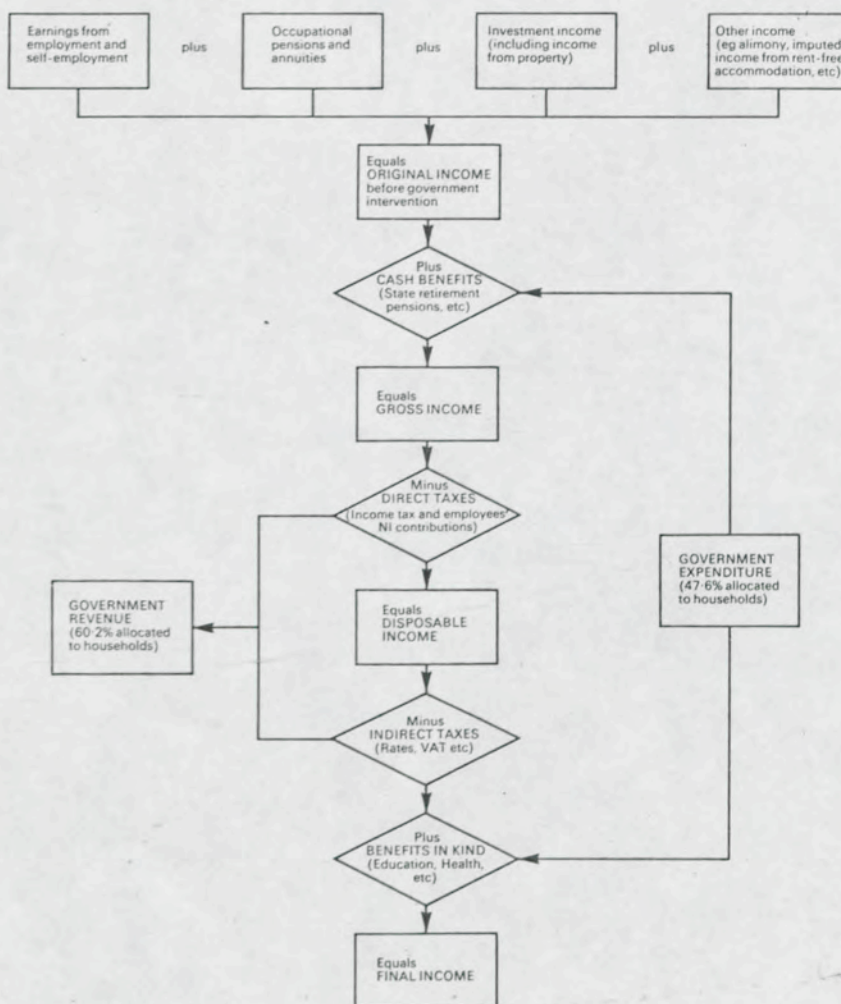 Earnings from
employment and
self-employment
plus
Occupational
pensions and
annuities
plus
Investment income
(including income
from property)
plus
Other income
(eg alimony, imputed
income from rent-free
accommodation, etc)
Equals
ORIGINAL INCOME
before government
intervention
Plus
CASH BENEFITS
(State retirement
pensions, etc)
Equals
GROSS INCOME
Minus
DIRECT TAXES
(Income tax and employees'
NI contributions)
GOVERNMENT
EXPENDITURE
(47·6% allocated
to households)
GOVERNMENT
REVENUE
(60·2% allocated
to households)
Equals
DISPOSABLE
INCOME
Minus
INDIRECT TAXES
(Rates, VAT etc)
Plus
BENEFITS IN KIND
(Education, Health,
etc)
Equals
FINAL INCOME